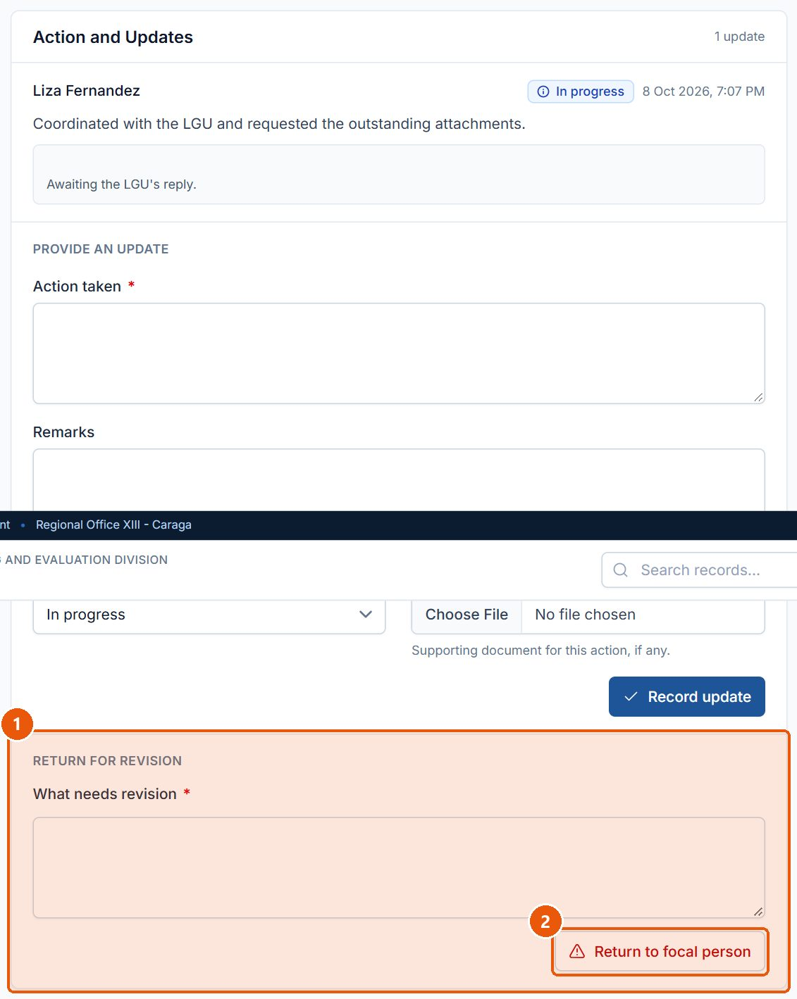 Action and Updates
1 update
Liza Fernandez
In progress
8 Oct 2026, 7:07 PM
Coordinated with the LGU and requested the outstanding attachments.
Awaiting the LGU's reply.
PROVIDE AN UPDATE
Action taken *
Remarks
nt • Regional Office XIII - Caraga
AND EVALUATION DIVISION
Search records...
In progress
Choose File No file chosen
Supporting document for this action, if any.
Record update
1
RETURN FOR REVISION
What needs revision *
2
Return to focal person